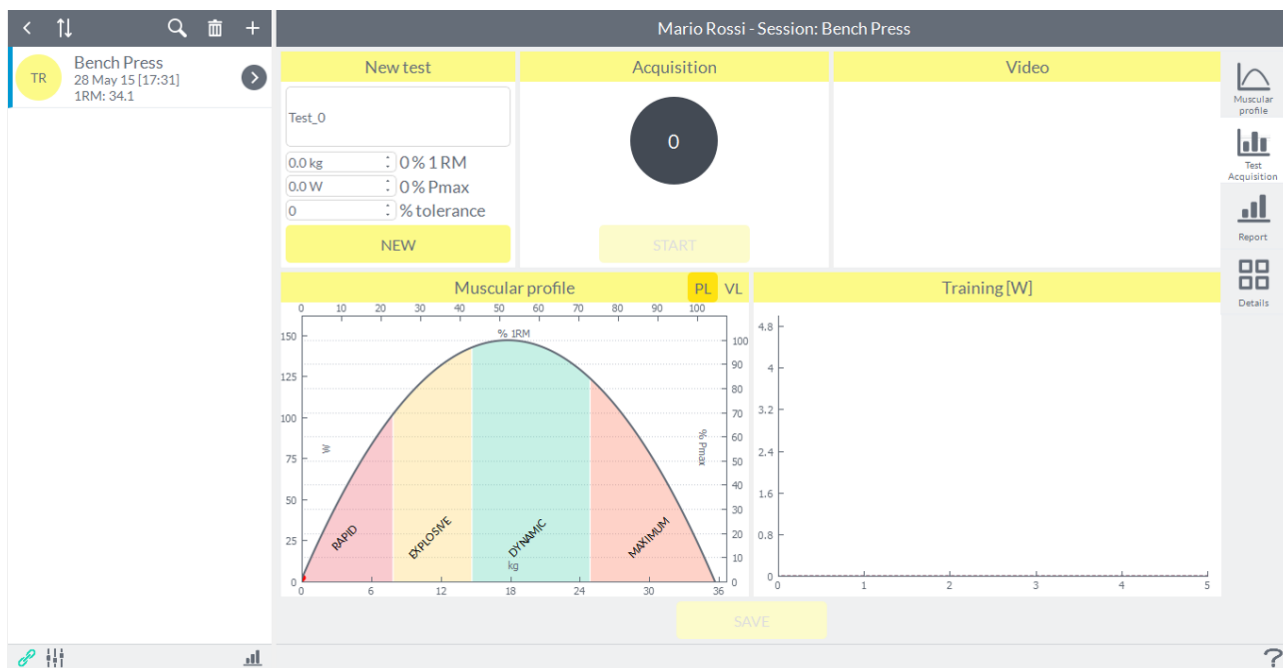 Mario Rossi - Session: Bench Press
TR
Bench Press
28 May 15 [17:31]
1RM: 34.1
New test
Test_0
0.0 kg
0 % 1 RM
0.0 W
0 % Pmax
0
% tolerance
NEW
Acquisition
0
START
Video
Muscular profile
PL
VL
0 10 20 30 40 50 60 70 80 90 100
% 1RM
150
125
100
75
50
25
0
W
100
90
80
70
60
50
40
30
20
10
0
% Pmax
RAPID
EXPLOSIVE
DYNAMIC
MAXIMUM
kg
0 6 12 18 24 30 36
Training [W]
4.8
4
3.2
2.4
1.6
0.8
0
0 1 2 3 4 5
SAVE
Muscular
profile
Test
Acquisition
Report
Details
?